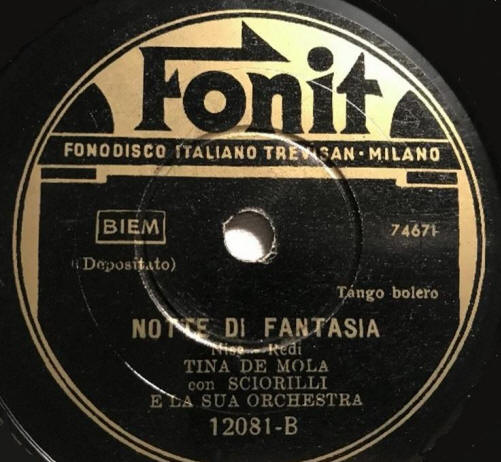 Fonit
FONODISCO ITALIANO TREVISAN · MILANO
BIEM
74671
(Depositato)
Tango bolero
NOTTE DI FANTASIA
Nisa - Redi
TINA DE MOLA
con SCIORILLI
E LA SUA ORCHESTRA
12081-B